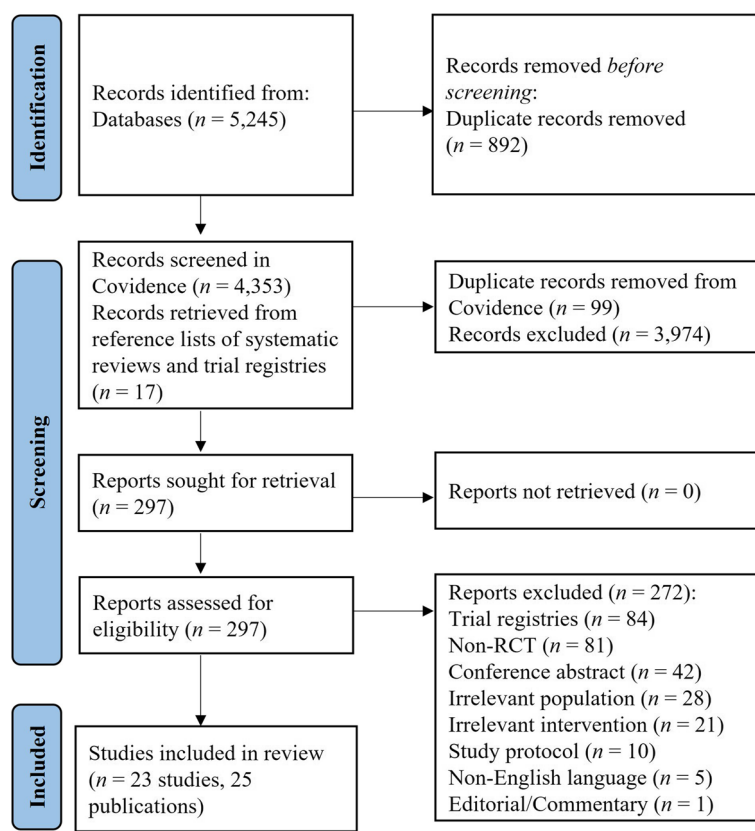 Identification
Records identified from:
Databases (n = 5,245)
Records removed before
screening:
Duplicate records removed
(n = 892)
Screening
Records screened in
Covidence (n = 4,353)
Records retrieved from
reference lists of systematic
reviews and trial registries
(n = 17)
Duplicate records removed from
Covidence (n = 99)
Records excluded (n = 3,974)
Reports sought for retrieval
(n = 297)
Reports not retrieved (n = 0)
Reports assessed for
eligibility (n = 297)
Reports excluded (n = 272):
Trial registries (n = 84)
Non-RCT (n = 81)
Conference abstract (n = 42)
Irrelevant population (n = 28)
Irrelevant intervention (n = 21)
Study protocol (n = 10)
Non-English language (n = 5)
Editorial/Commentary (n = 1)
Included
Studies included in review
(n = 23 studies, 25
publications)